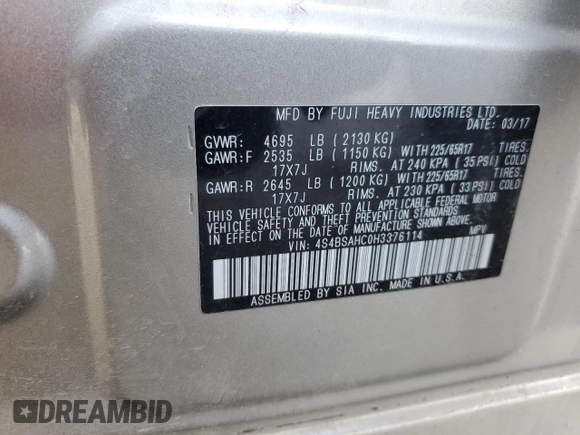 MFD BY FUJI HEAVY INDUSTRIES LTD.
DATE: 03/17
GVWR: 4695 LB (2130 KG)
GAWR:F 2535 LB (1150 KG) WITH 225/65R17 TIRES.
17X7J RIMS. AT 240 KPA (35PSI) COLD
GAWR:R 2645 LB (1200 KG) WITH 225/65R17 TIRES.
17X7J RIMS. AT 230 KPA (33 PSI) COLD
THIS VEHICLE CONFORMS TO ALL APPLICABLE FEDERAL MOTOR
VEHICLE SAFETY AND THEFT PREVENTION STANDARDS
IN EFFECT ON THE DATE OF MANUFACTURE SHOWN ABOVE.
VIN: 4S4BSAHC0H3376114 MPV
ASSEMBLED BY SIA INC. MADE IN U.S.A.
DREAMBID